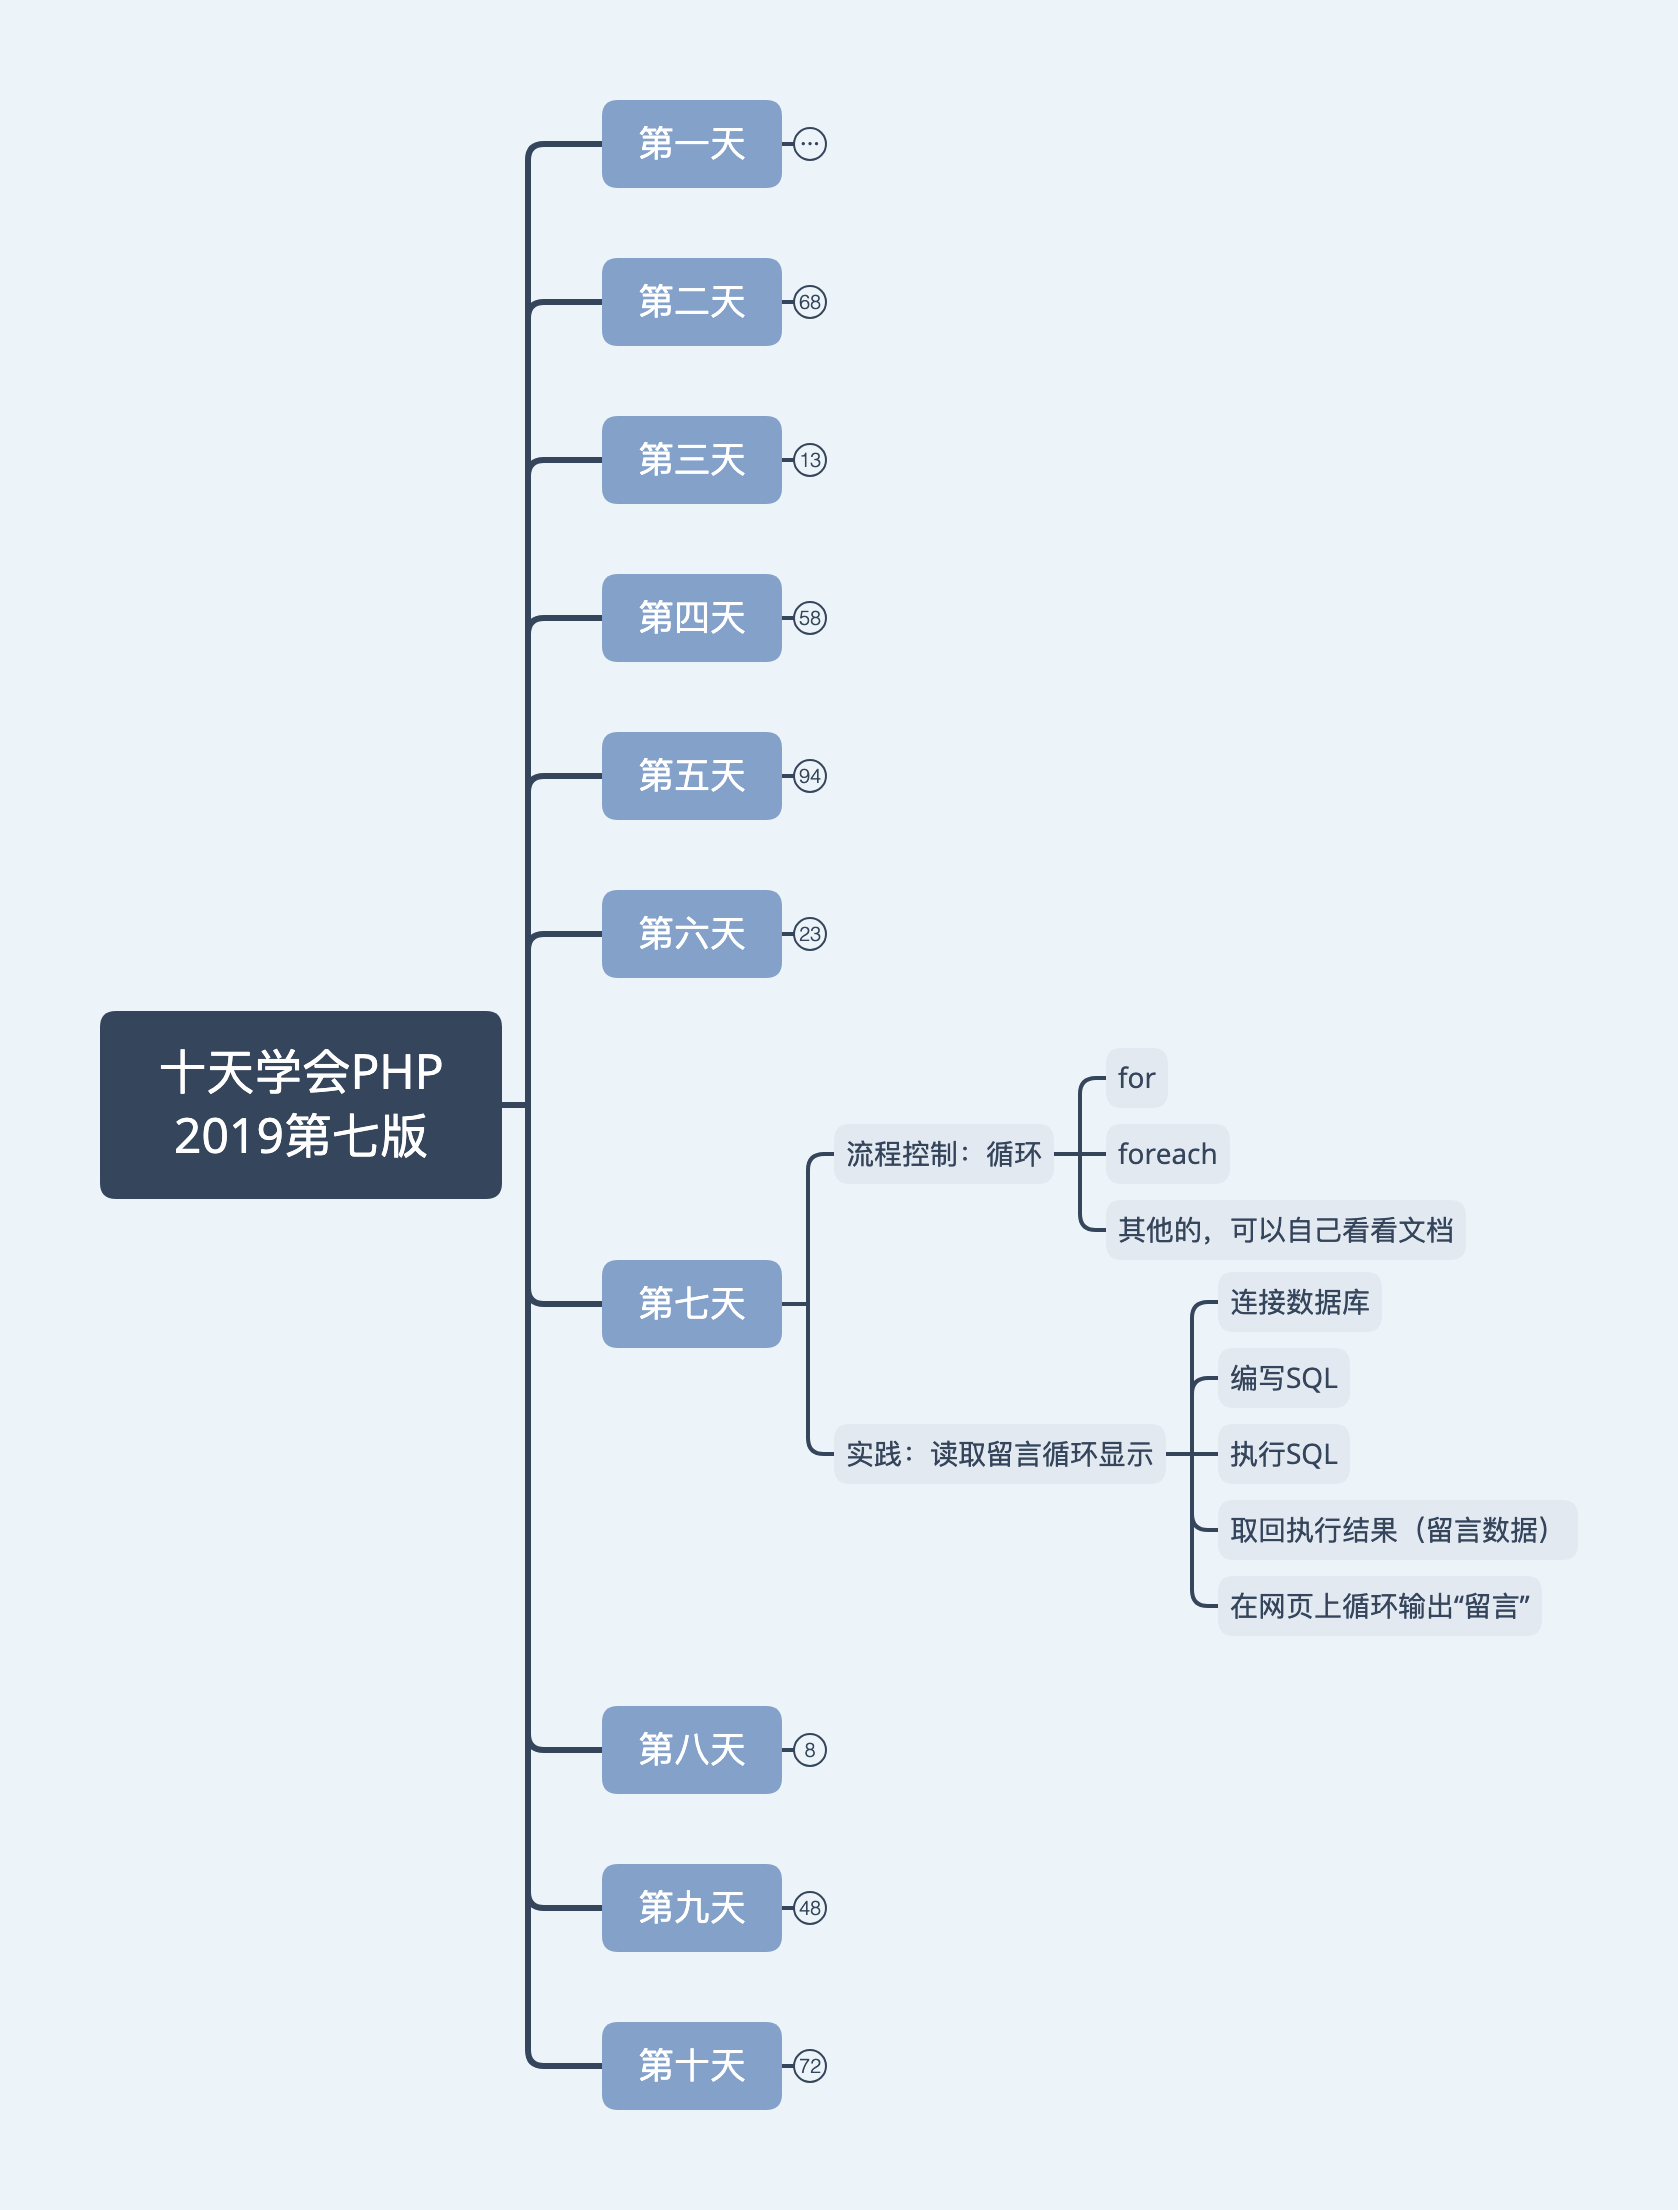 第一天
...
第二天
68
第三天
13
第四天
58
第五天
94
第六天
23
十天学会PHP
2019第七版
第七天
流程控制：循环
for
foreach
其他的，可以自己看看文档
实践：读取留言循环显示
连接数据库
编写SQL
执行SQL
取回执行结果（留言数据）
在网页上循环输出“留言”
第八天
8
第九天
48
第十天
72